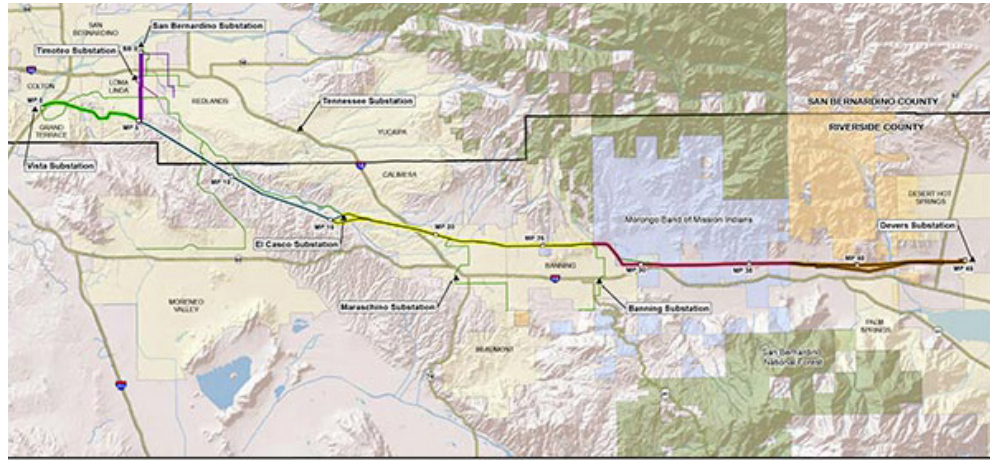 SAN
BERNARDINO
San Bernardino Substation
Timoteo Substation
COLTON
LOMA
LINDA
REDLANDS
Tennessee Substation
SAN BERNARDINO COUNTY
RIVERSIDE COUNTY
GRAND
TERRACE
MP 5
YUCAIPA
Vista Substation
CALIMESA
MP 10
DESERT HOT
SPRINGS
MP 15
MP 20
Morongo Band of Mission Indians
Devers Substation
El Casco Substation
MP 25
MP 40
BANNING
MP 30
MP 35
MP 45
MORENO
VALLEY
Maraschino Substation
Banning Substation
PALM
SPRINGS
BEAUMONT
San Bernardino
National Forest